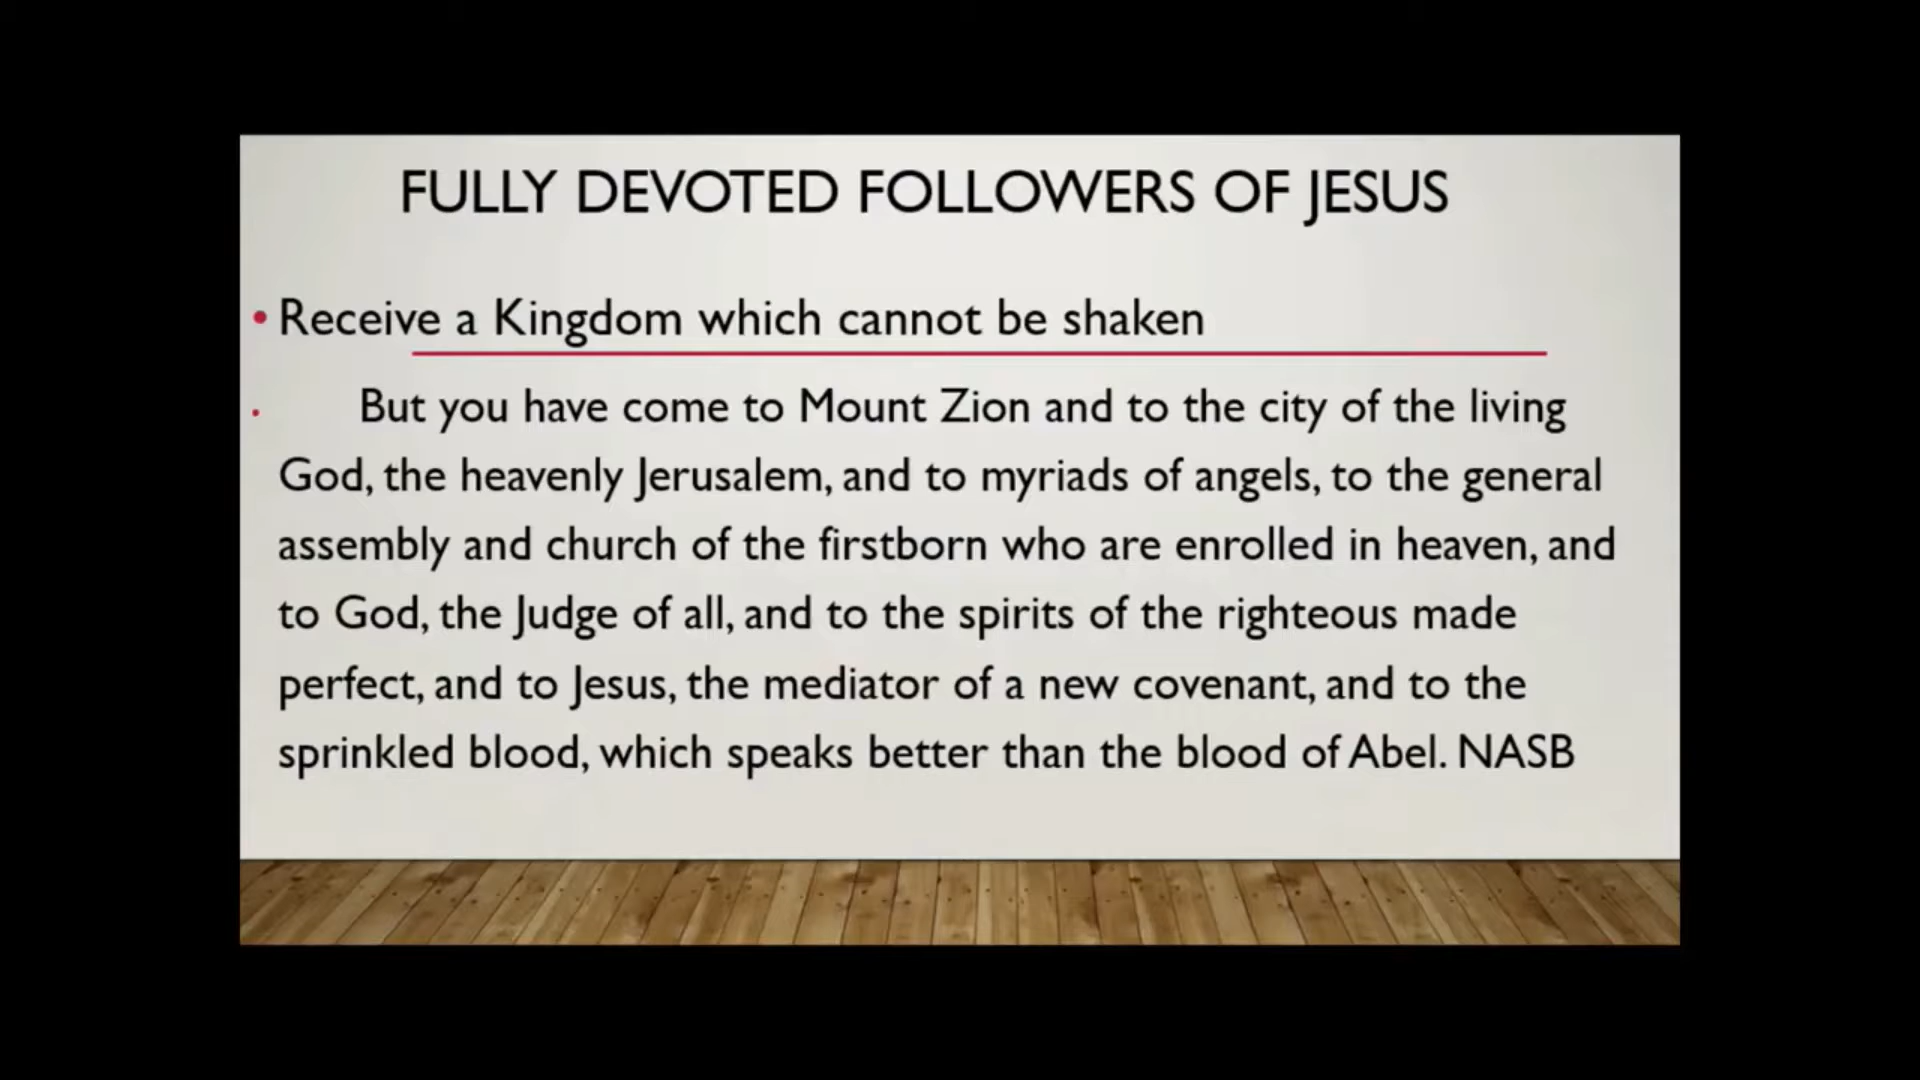 FULLY DEVOTED FOLLOWERS OF JESUS
• Receive a Kingdom which cannot be shaken
• But you have come to Mount Zion and to the city of the living
God, the heavenly Jerusalem, and to myriads of angels, to the general
assembly and church of the firstborn who are enrolled in heaven, and
to God, the Judge of all, and to the spirits of the righteous made
perfect, and to Jesus, the mediator of a new covenant, and to the
sprinkled blood, which speaks better than the blood of Abel. NASB